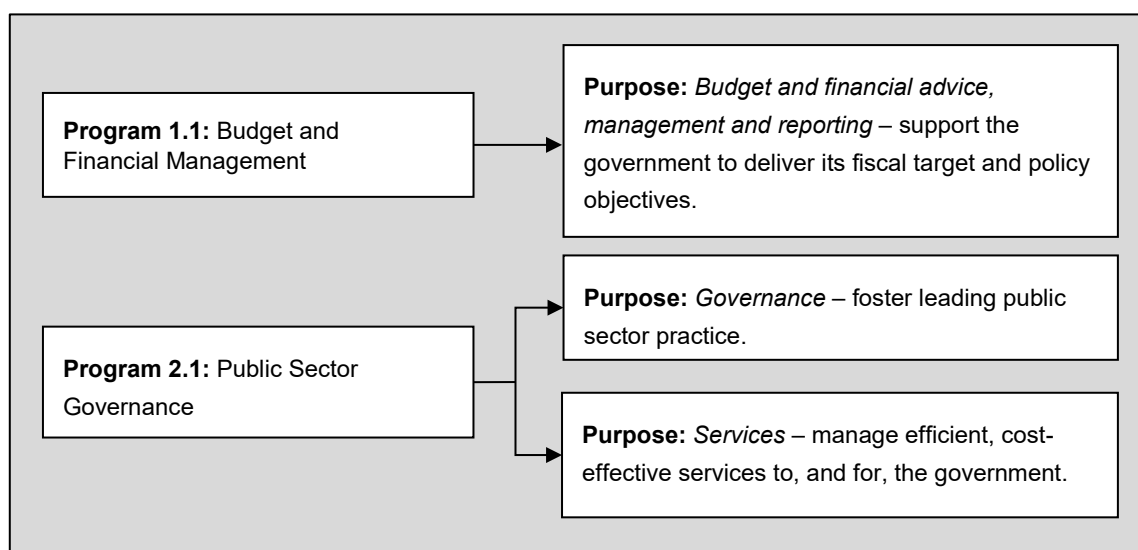 Program 1.1: Budget and
Financial Management
Purpose: Budget and financial advice,
management and reporting – support the
government to deliver its fiscal target and policy
objectives.
Program 2.1: Public Sector
Governance
Purpose: Governance – foster leading public
sector practice.
Purpose: Services – manage efficient, cost-
effective services to, and for, the government.